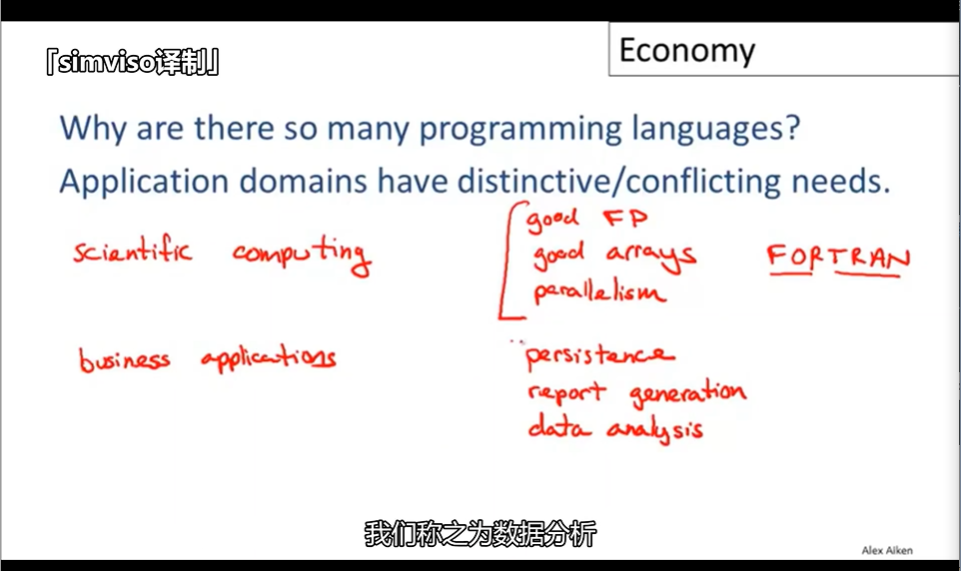 「simviso译制」
Economy
Why are there so many programming languages?
Application domains have distinctive/conflicting needs.
scientific computing
good FP
good arrays
parallelism
FORTRAN
business applications
persistence
report generation
data analysis
我们称之为数据分析
Alex Aiken